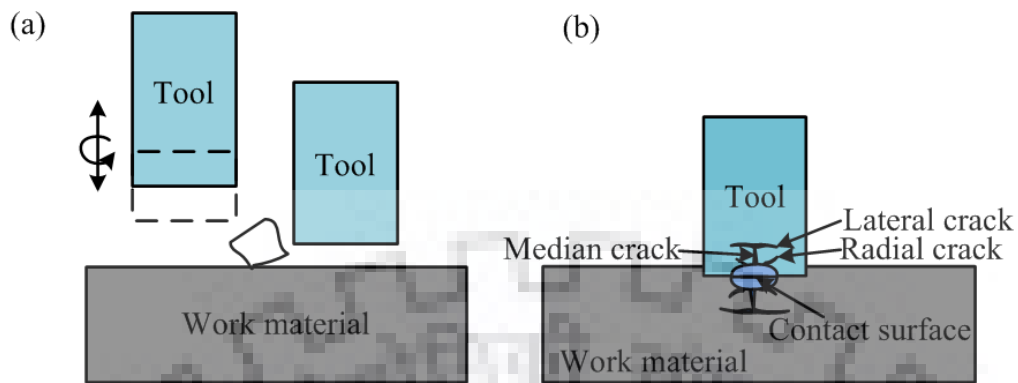 (a)
Tool
Tool
Work material
(b)
Tool
Lateral crack
Median crack
Radial crack
Contact surface
Work material